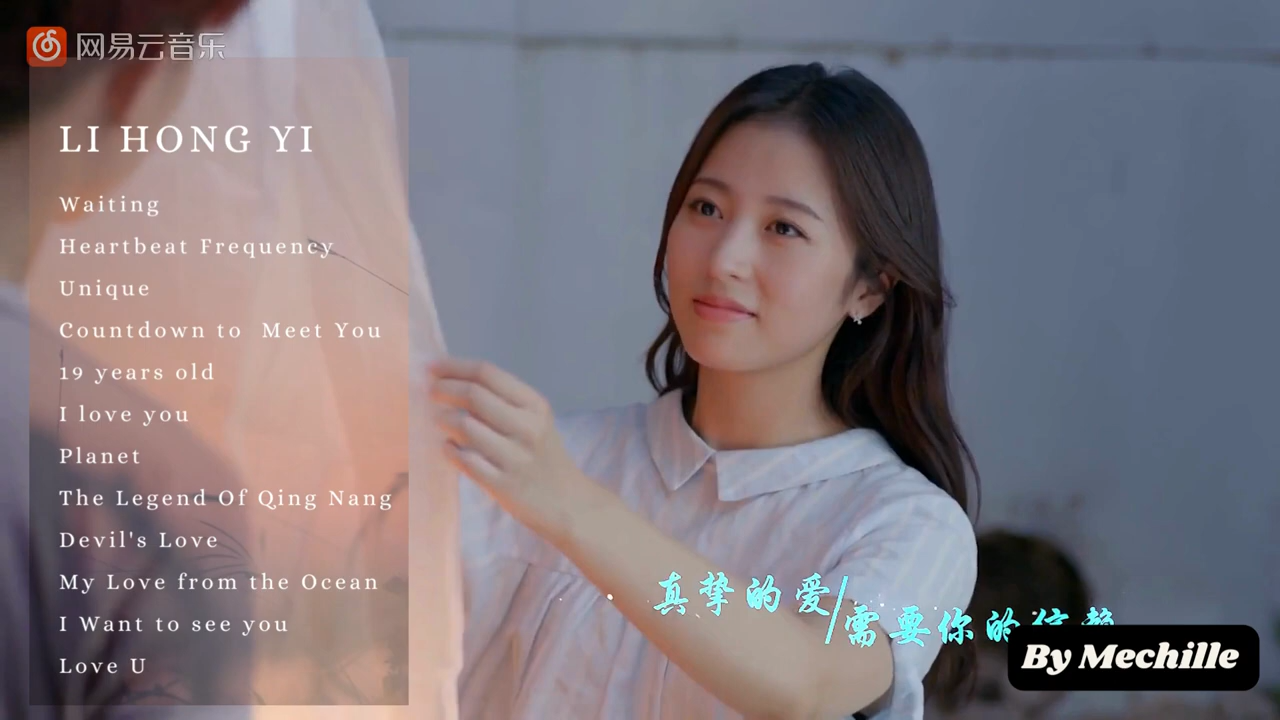 网易云音乐
LI HONG YI
Waiting
Heartbeat Frequency
Unique
Countdown to Meet You
19 years old
I love you
Planet
The Legend Of Qing Nang
Devil's Love
My Love from the Ocean
I Want to see you
Love U
真挚的爱/
需要你的
By Mechille